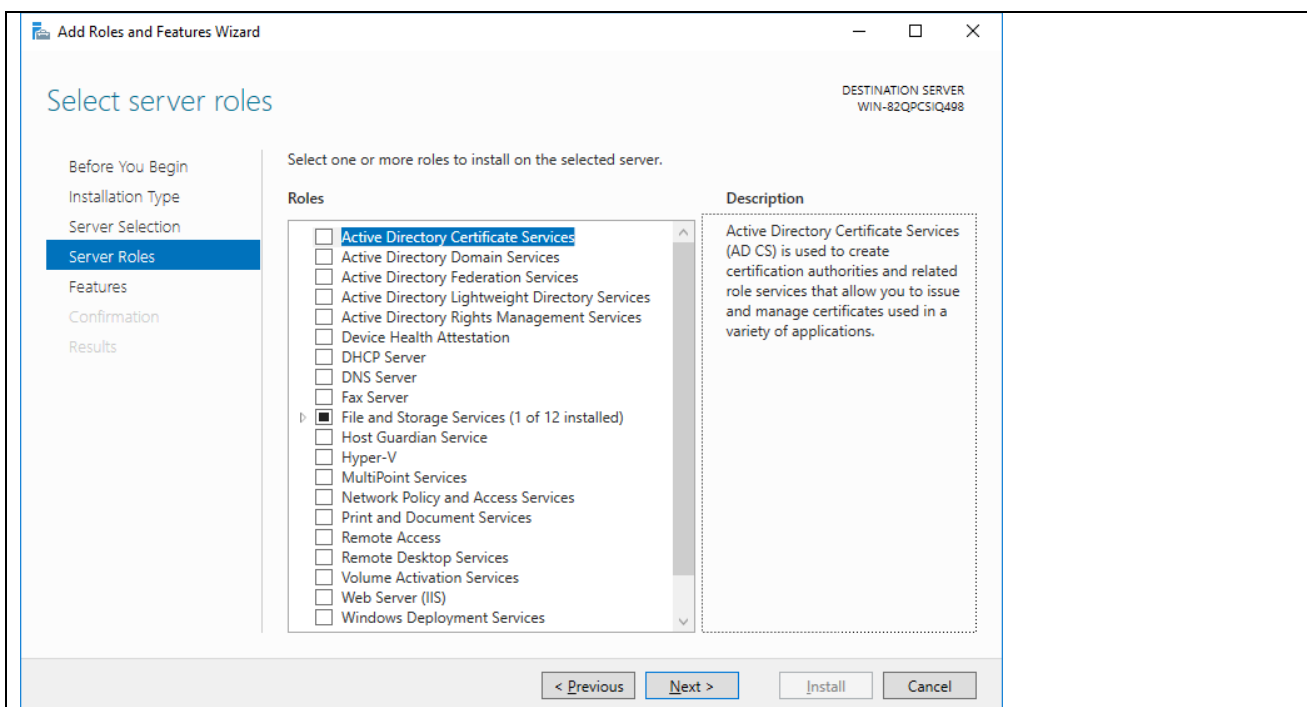 Add Roles and Features Wizard
Select server roles
DESTINATION SERVER
WIN-82QPCSIQ498
Before You Begin
Installation Type
Server Selection
Server Roles
Features
Confirmation
Results
Select one or more roles to install on the selected server.
Roles
Active Directory Certificate Services
Active Directory Domain Services
Active Directory Federation Services
Active Directory Lightweight Directory Services
Active Directory Rights Management Services
Device Health Attestation
DHCP Server
DNS Server
Fax Server
File and Storage Services (1 of 12 installed)
Host Guardian Service
Hyper-V
MultiPoint Services
Network Policy and Access Services
Print and Document Services
Remote Access
Remote Desktop Services
Volume Activation Services
Web Server (IIS)
Windows Deployment Services
Description
Active Directory Certificate Services
(AD CS) is used to create
certification authorities and related
role services that allow you to issue
and manage certificates used in a
variety of applications.
< Previous
Next >
Install
Cancel